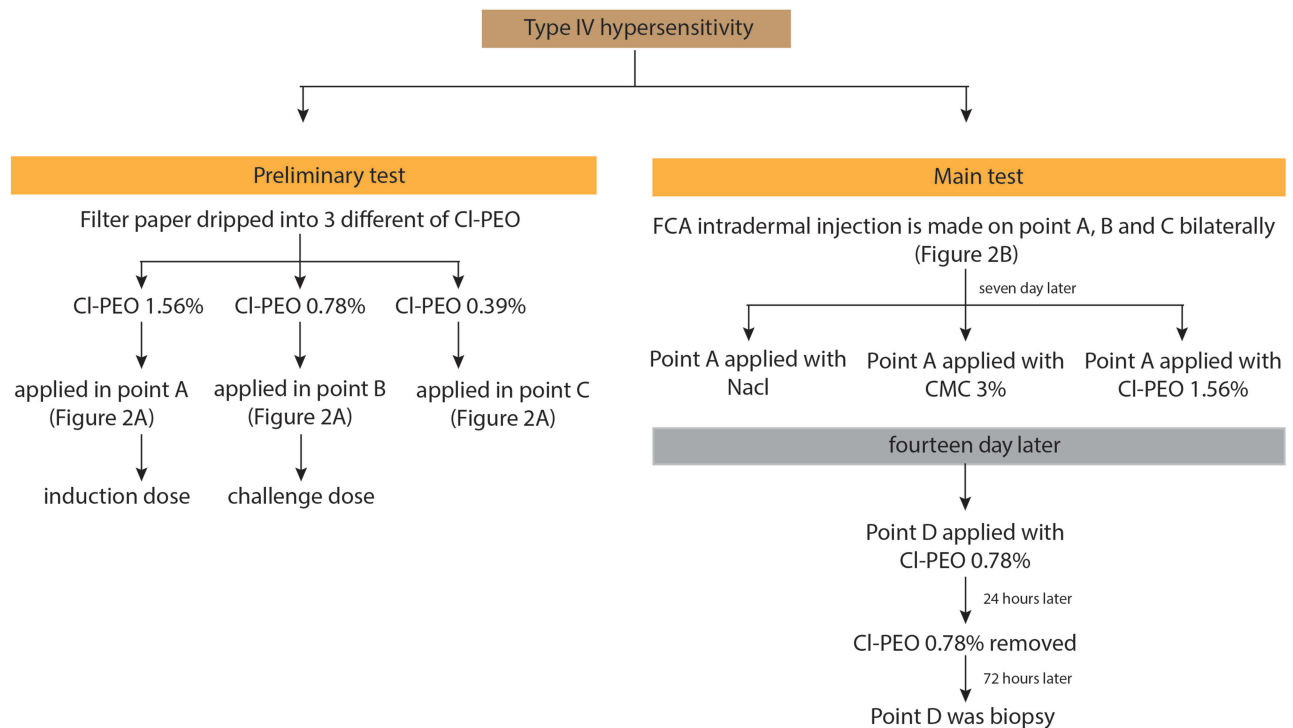 Type IV hypersensitivity
Preliminary test
Filter paper dripped into 3 different of Cl-PEO
Cl-PEO 1.56%
Cl-PEO 0.78%
Cl-PEO 0.39%
applied in point A
(Figure 2A)
applied in point B
(Figure 2A)
applied in point C
(Figure 2A)
induction dose
challenge dose
Main test
FCA intradermal injection is made on point A, B and C bilaterally
(Figure 2B)
seven day later
Point A applied with
Nacl
Point A applied with
CMC 3%
Point A applied with
Cl-PEO 1.56%
fourteen day later
Point D applied with
Cl-PEO 0.78%
24 hours later
Cl-PEO 0.78% removed
72 hours later
Point D was biopsy